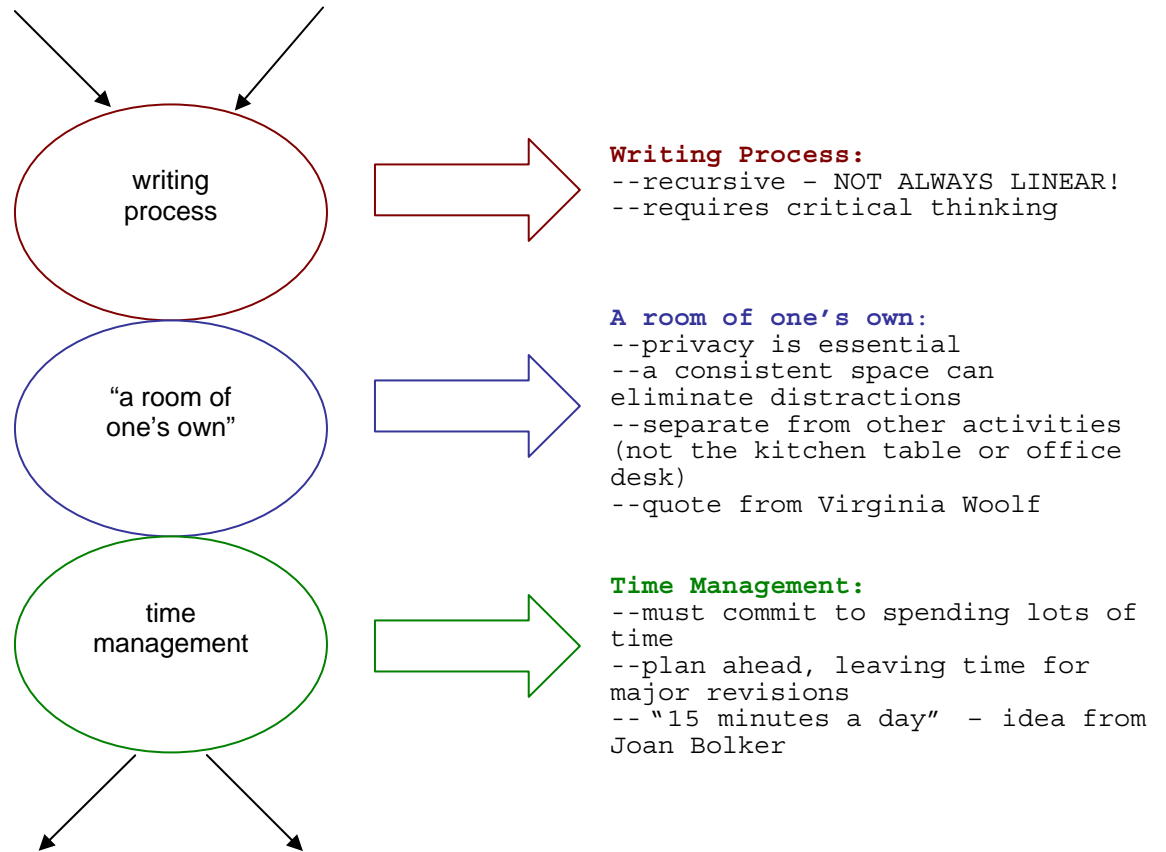 writing
process
Writing Process:
--recursive – NOT ALWAYS LINEAR!
--requires critical thinking
“a room of
one’s own”
A room of one’s own:
--privacy is essential
--a consistent space can
eliminate distractions
--separate from other activities
(not the kitchen table or office
desk)
--quote from Virginia Woolf
time
management
Time Management:
--must commit to spending lots of
time
--plan ahead, leaving time for
major revisions
-- “15 minutes a day” – idea from
Joan Bolker